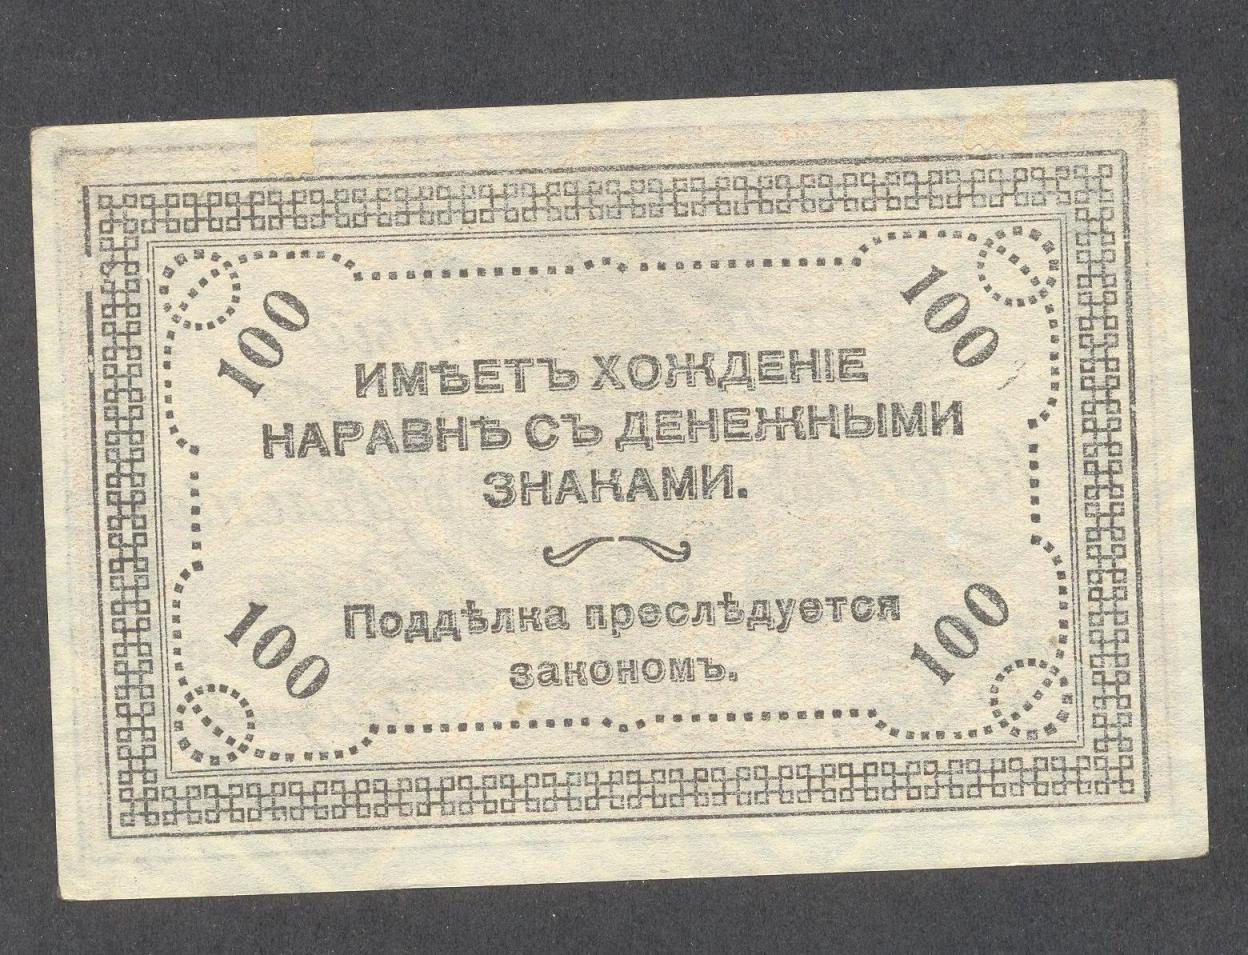 100 100
ИМѢЕТЪ ХОЖДЕНІЕ
НАРАВНѢ СЪ ДЕНЕЖНЫМИ
ЗНАКАМИ.
Поддѣлка преслѣдуется
закономъ.
100 100